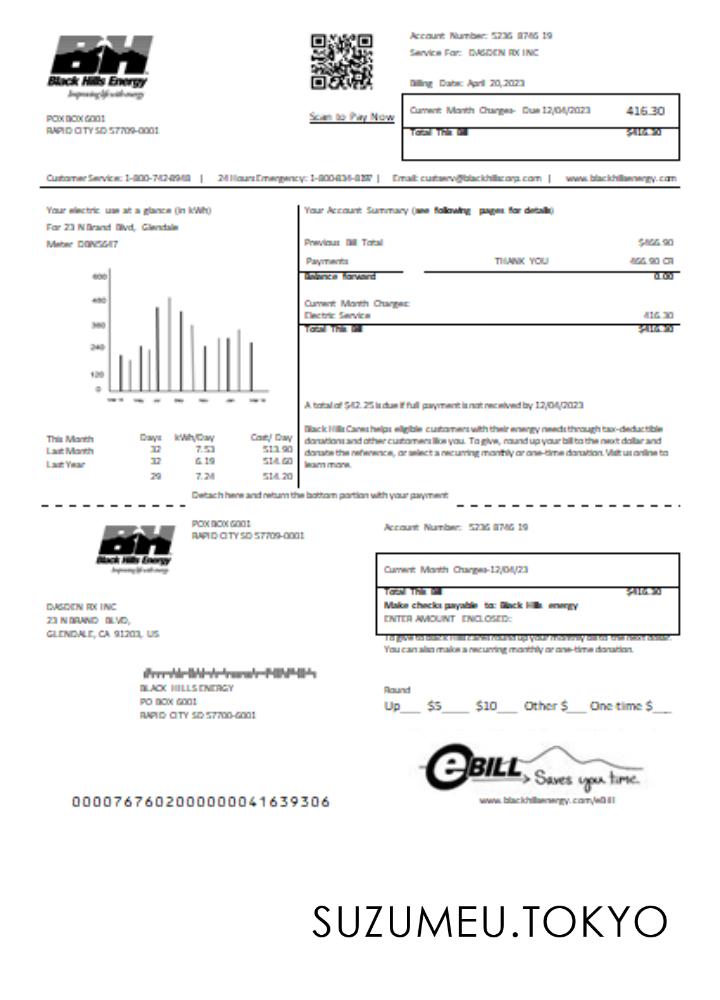 BH
Black Hills Energy
Improving life with energy
POX BOX 6001
RAPID CITY SD 57709-0001
Scan to Pay Now
Account Number: 5236 8746 19
Service For: DASDEN RX INC
Billing Date: April 20,2023
Current Month Charges- Due 12/04/2023 416.30
Total This Bill $416.30
Customer Service: 1-800-742-8948 | 24 Hours Emergency: | Email: custserv@blackhillscorp.com | www.blackhillsenergy.com
Your electric use at a glance (in kWh)
For 23 N Brand Blvd, Glendale
Meter DBN5647
600
480
360
240
120
0
This Month
Last Month
Last Year
Days kWh/Day Cost/ Day
32 7.53 $13.90
32 6.19 $14.60
29 7.24 $14.20
Your Account Summary (see following pages for details)
Previous Bill Total $466.90
Payments THANK YOU 466.90 CR
Balance forward 0.00
Current Month Charges:
Electric Service 416.30
Total This Bill $416.30
A total of $42.25 is due if full payment is not received by 12/04/2023
Black Hills Cares helps eligible customers with their energy needs through tax-deductible
donations and other customers like you. To give, round up your bill to the next dollar and
donate the reference, or select a recurring monthly or one-time donation. Visit us online to
learn more.
Detach here and return the bottom portion with your payment
BH
Black Hills Energy
Improving life with energy
POX BOX 6001
RAPID CITY SD 57709-0001
Account Number: 5236 8746 19
Current Month Charges-12/04/23
Total This Bill $416.30
Make checks payable to: Black Hills energy
ENTER AMOUNT ENCLOSED:
To give to Black Hills Cares round up your monthly bill to the next dollar.
You can also make a recurring monthly or one-time donation.
DASDEN RX INC
23 N BRAND BLVD,
GLENDALE, CA 91203, US
BLACK HILLS ENERGY
PO BOX 6001
RAPID CITY SD 57700-6001
Round
Up___ $5____ $10___ Other $___ One time $___
eBILL Saves you time.
www.blackhillsenergy.com/eBill
00007676020000000041639306
SUZUMEU.TOKYO